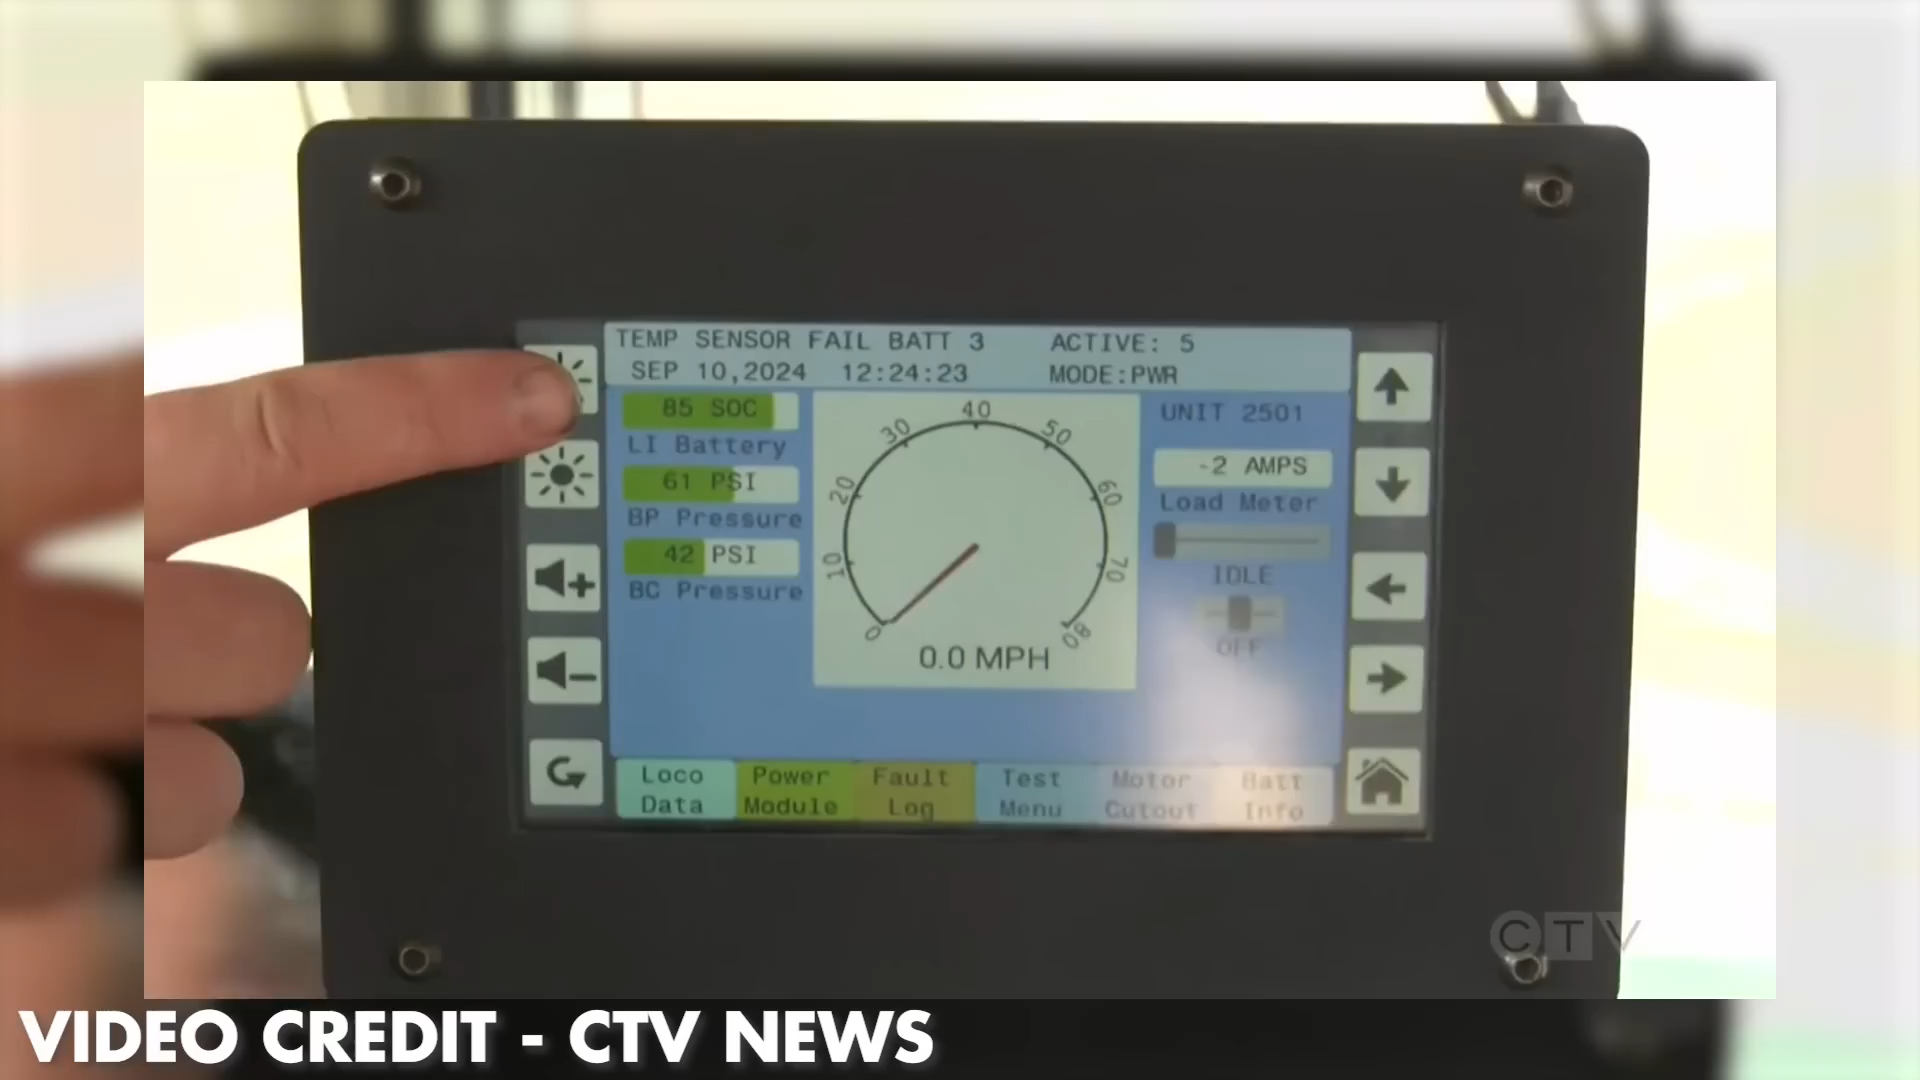 TEMP SENSOR FAIL BATT 3 ACTIVE: 5
SEP 10,2024 12:24:23 MODE:PWR
85 SOC
LI Battery
61 PSI
BP Pressure
42 PSI
BC Pressure
0 10 20 30 40 50 60 70 80
0.0 MPH
UNIT 2501
-2 AMPS
Load Meter
IDLE
OFF
Loco Data
Power Module
Fault Log
Test Menu
Motor Cutout
Batt Info
CTV
VIDEO CREDIT - CTV NEWS